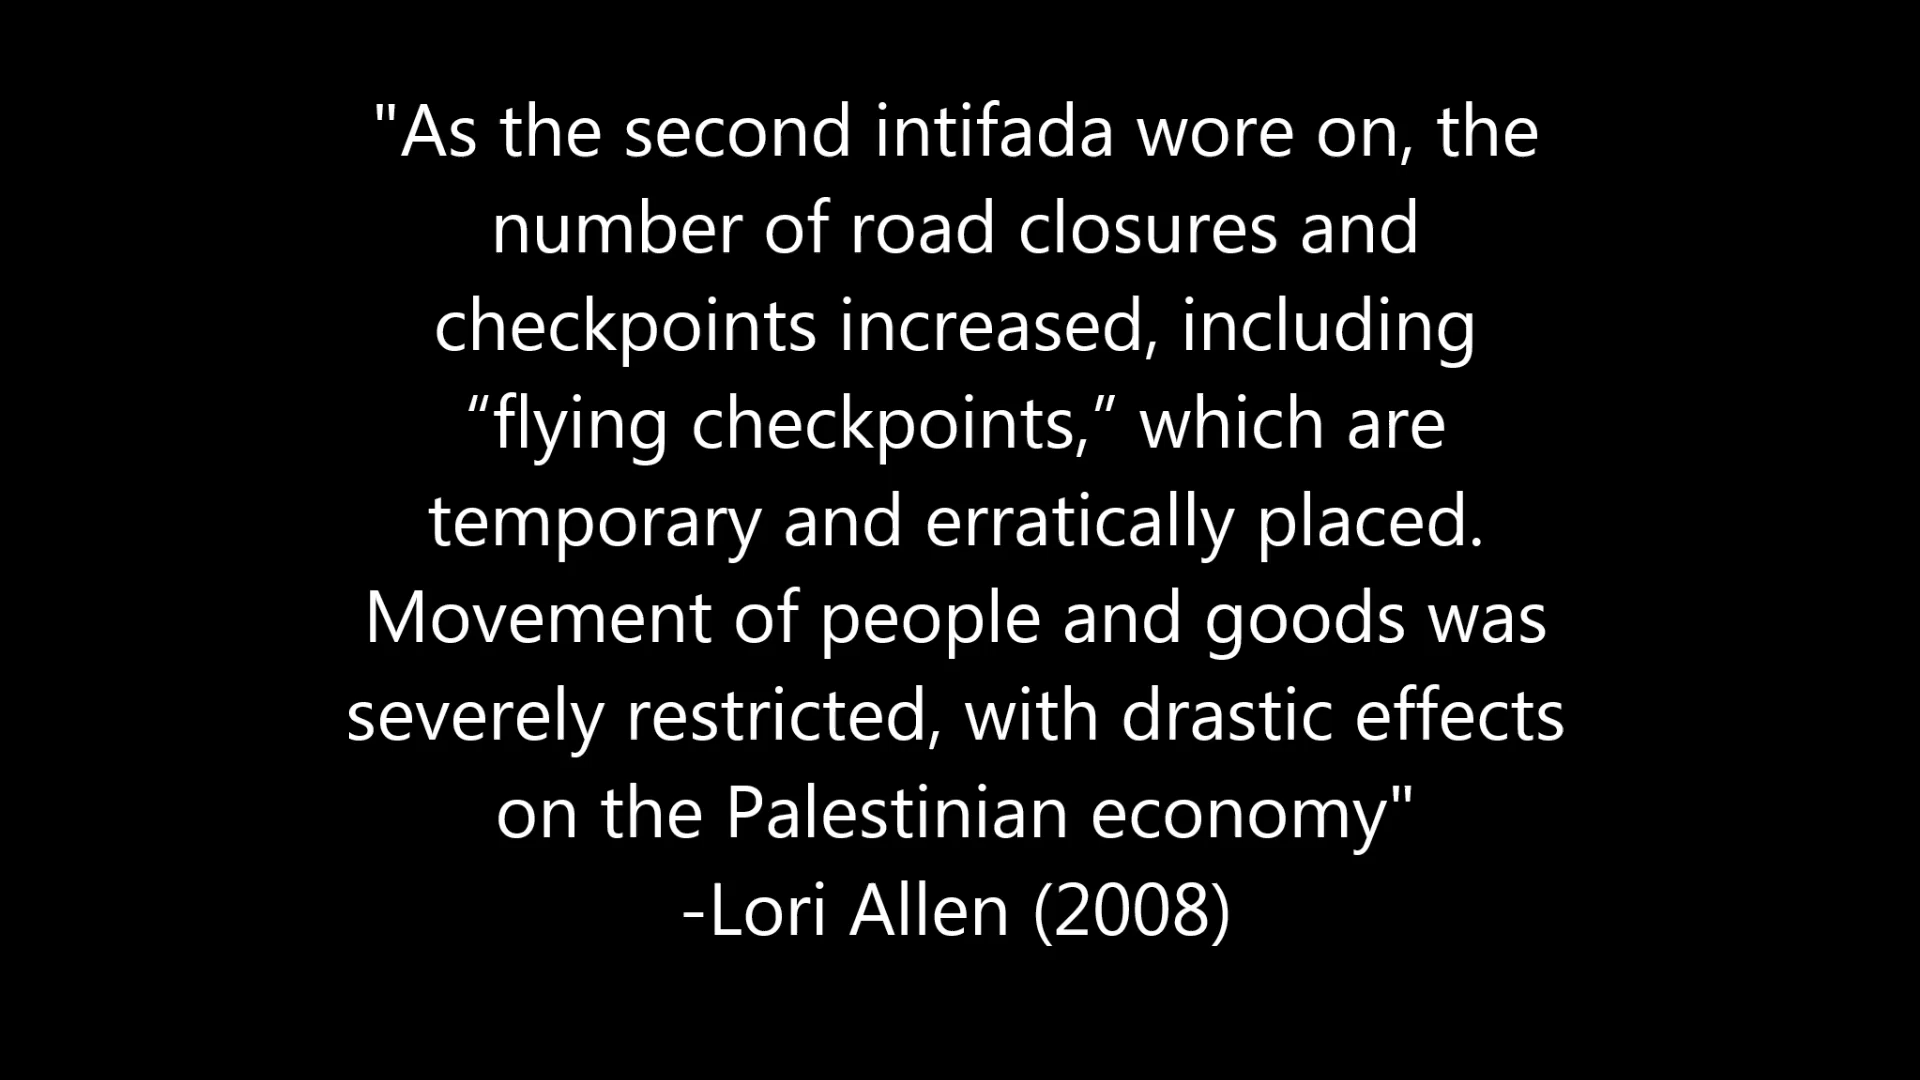 "As the second intifada wore on, the
number of road closures and
checkpoints increased, including
“flying checkpoints,” which are
temporary and erratically placed.
Movement of people and goods was
severely restricted, with drastic effects
on the Palestinian economy"
-Lori Allen (2008)